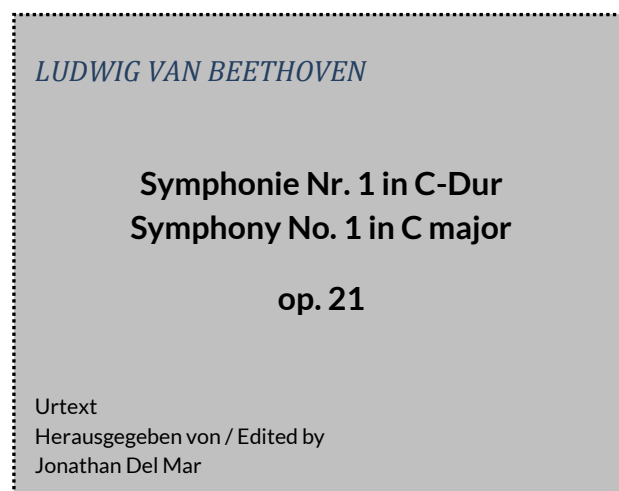 LUDWIG VAN BEETHOVEN
Symphonie Nr. 1 in C-Dur
Symphony No. 1 in C major
op. 21
Urtext
Herausgegeben von / Edited by
Jonathan Del Mar